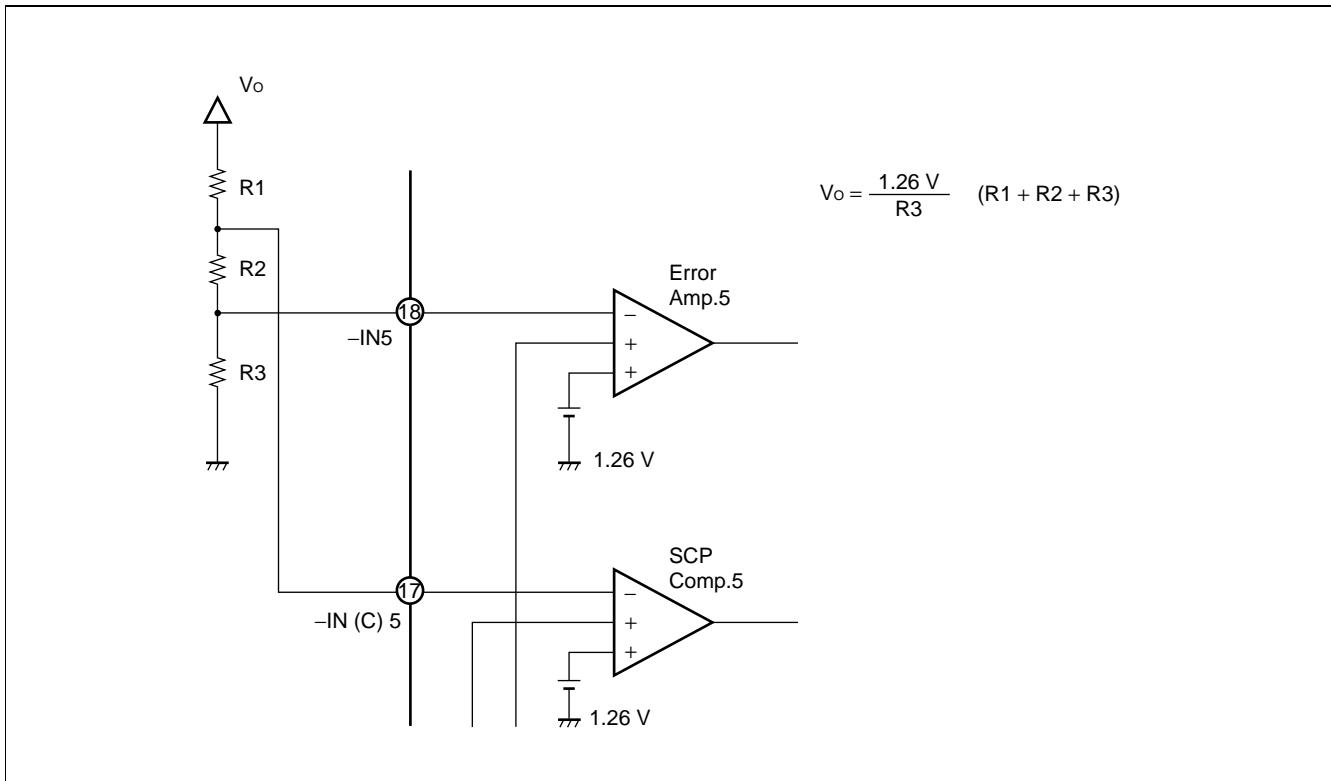 Vo
R1
R2
R3
18
−IN5
Error
Amp.5
−
+
+
1.26 V
Vo = 1.26 V / R3 (R1 + R2 + R3)
17
−IN (C) 5
SCP
Comp.5
−
+
+
1.26 V